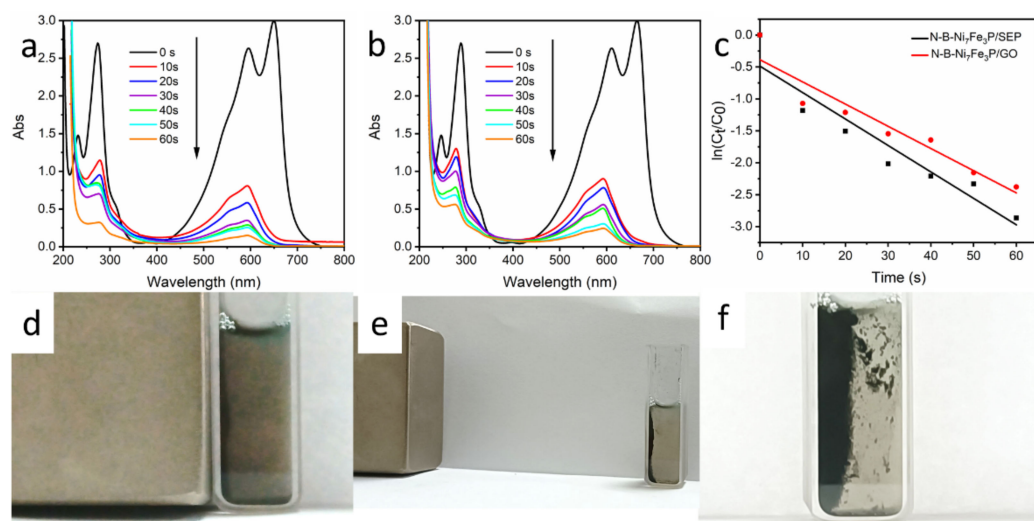 a
0 s
10s
20s
30s
40s
50s
60s
Abs
3.0
2.5
2.0
1.5
1.0
0.5
0.0
200 300 400 500 600 700 800
Wavelength (nm)
b
0 s
10s
20s
30s
40s
50s
60s
Abs
3.0
2.5
2.0
1.5
1.0
0.5
0.0
200 300 400 500 600 700 800
Wavelength (nm)
c
N-B-Ni₇Fe₃P/SEP
N-B-Ni₇Fe₃P/GO
ln(Cₜ/C₀)
0.0
-0.5
-1.0
-1.5
-2.0
-2.5
-3.0
0 10 20 30 40 50 60
Time (s)
d
e
f